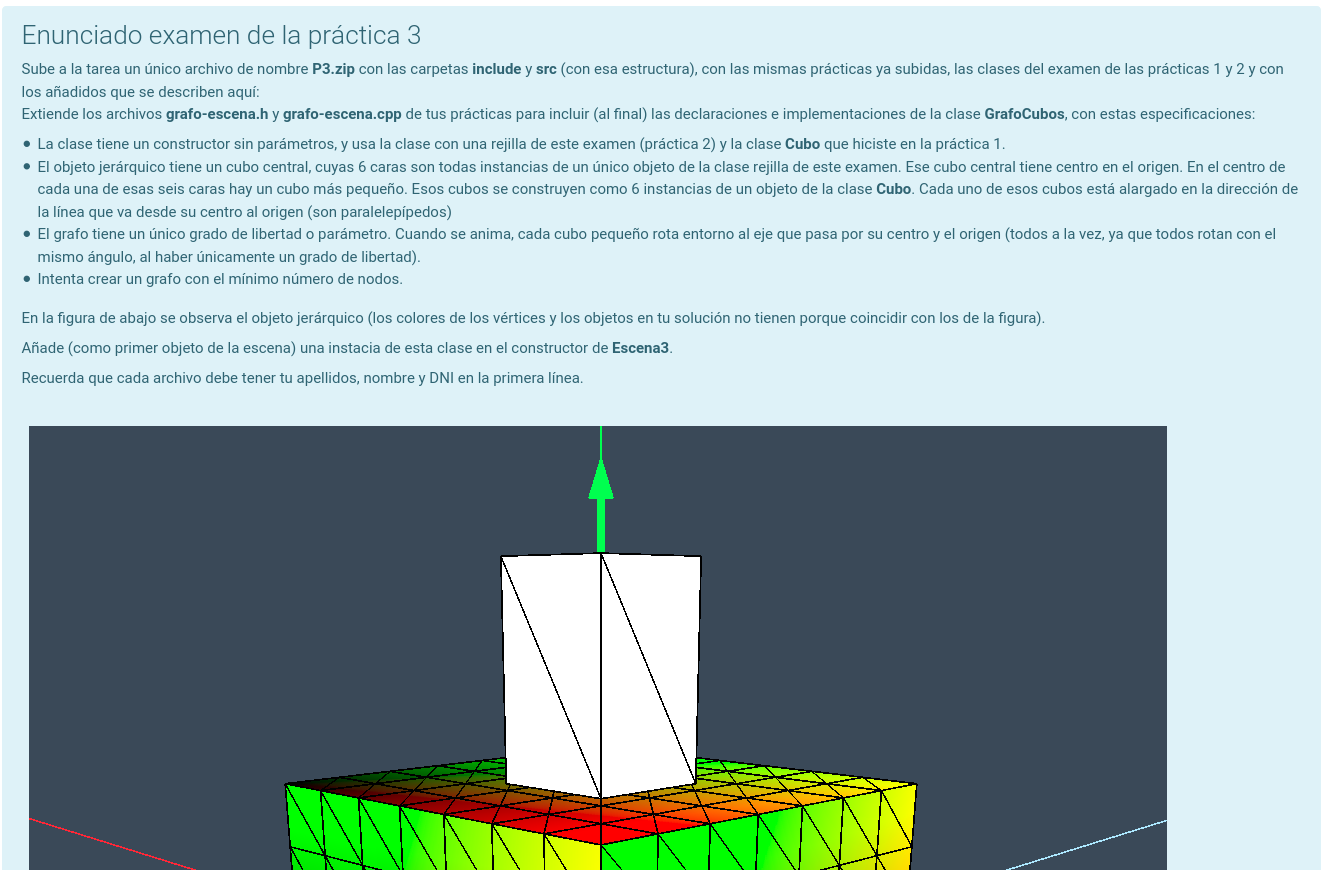 Enunciado examen de la práctica 3
Sube a la tarea un único archivo de nombre P3.zip con las carpetas include y src (con esa estructura), con las mismas prácticas ya subidas, las clases del examen de las prácticas 1 y 2 y con
los añadidos que se describen aquí:
Extiende los archivos grafo-escena.h y grafo-escena.cpp de tus prácticas para incluir (al final) las declaraciones e implementaciones de la clase GrafoCubos, con estas especificaciones:
• La clase tiene un constructor sin parámetros, y usa la clase con una rejilla de este examen (práctica 2) y la clase Cubo que hiciste en la práctica 1.
• El objeto jerárquico tiene un cubo central, cuyas 6 caras son todas instancias de un único objeto de la clase rejilla de este examen. Ese cubo central tiene centro en el origen. En el centro de
cada una de esas seis caras hay un cubo más pequeño. Esos cubos se construyen como 6 instancias de un objeto de la clase Cubo. Cada uno de esos cubos está alargado en la dirección de
la línea que va desde su centro al origen (son paralelepípedos)
• El grafo tiene un único grado de libertad o parámetro. Cuando se anima, cada cubo pequeño rota entorno al eje que pasa por su centro y el origen (todos a la vez, ya que todos rotan con el
mismo ángulo, al haber únicamente un grado de libertad).
• Intenta crear un grafo con el mínimo número de nodos.
En la figura de abajo se observa el objeto jerárquico (los colores de los vértices y los objetos en tu solución no tienen porque coincidir con los de la figura).
Añade (como primer objeto de la escena) una instacia de esta clase en el constructor de Escena3.
Recuerda que cada archivo debe tener tu apellidos, nombre y DNI en la primera línea.